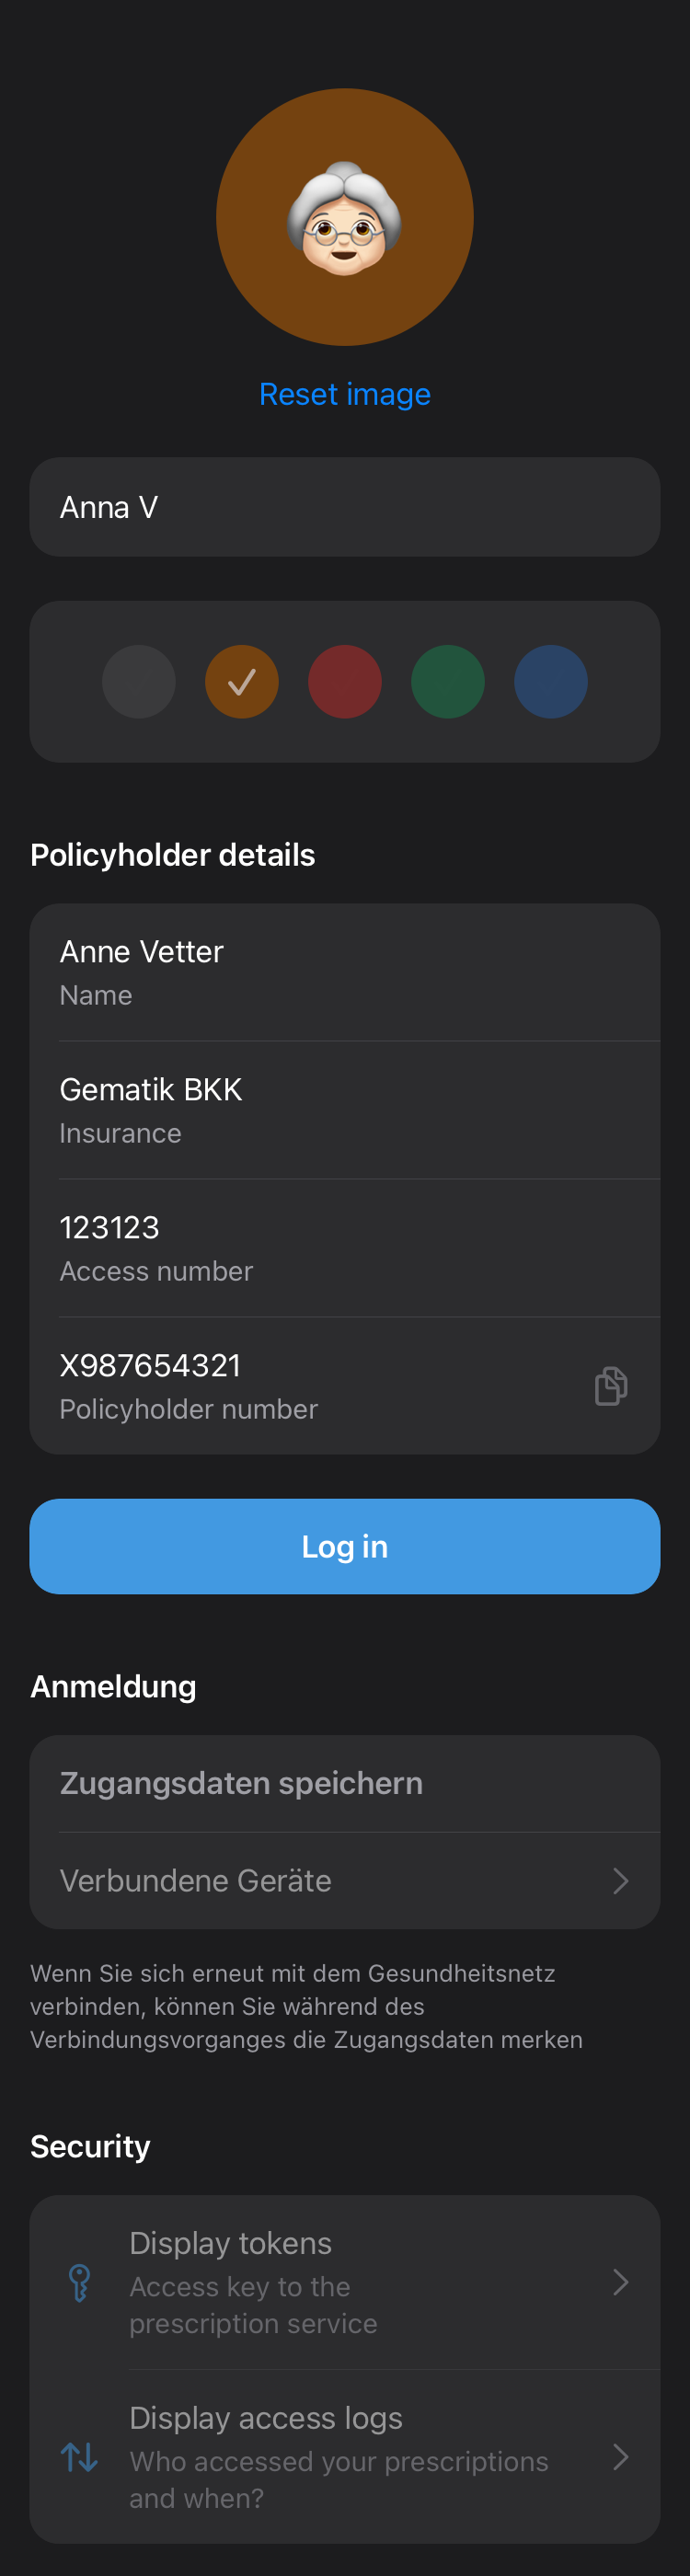 Reset image
Anna V
Policyholder details
Anne Vetter
Name
Gematik BKK
Insurance
123123
Access number
X987654321
Policyholder number
Log in
Anmeldung
Zugangsdaten speichern
Verbundene Geräte
Wenn Sie sich erneut mit dem Gesundheitsnetz
verbinden, können Sie während des
Verbindungsvorganges die Zugangsdaten merken
Security
Display tokens
Access key to the
prescription service
Display access logs
Who accessed your prescriptions
and when?